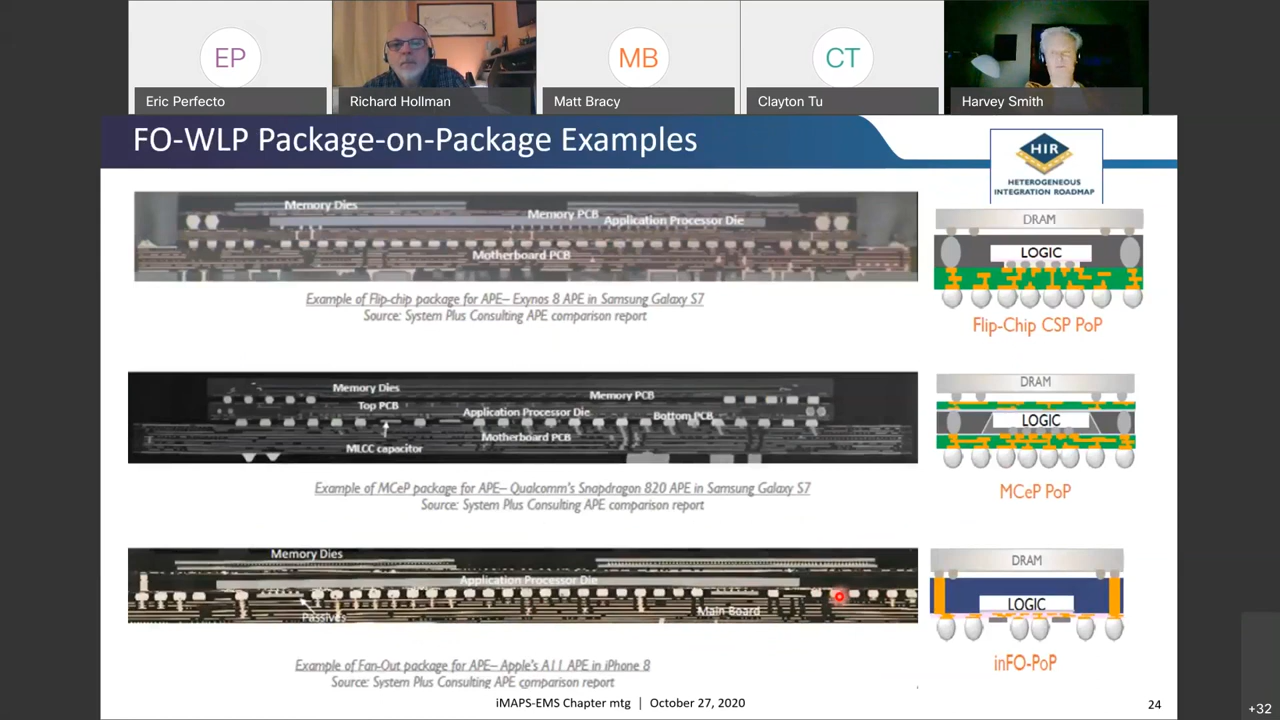 EP
MB
CT
Eric Perfecto
Richard Hollman
Matt Bracy
Clayton Tu
Harvey Smith
FO-WLP Package-on-Package Examples
HIR
HETEROGENEOUS
INTEGRATION ROADMAP
Memory Dies
Memory PCB
Application Processor Die
Motherboard PCB
Example of Flip-chip package for APE– Exynos 8 APE in Samsung Galaxy S7
Source: System Plus Consulting APE comparison report
DRAM
LOGIC
Flip-Chip CSP PoP
Memory Dies
Memory PCB
Top PCB
Application Processor Die
Bottom PCB
Motherboard PCB
MLCC capacitor
Example of MCeP package for APE– Qualcomm's Snapdragon 820 APE in Samsung Galaxy S7
Source: System Plus Consulting APE comparison report
DRAM
LOGIC
MCeP PoP
Memory Dies
Application Processor Die
Passives
Main Board
Example of Fan-Out package for APE– Apple's A11 APE in iPhone 8
Source: System Plus Consulting APE comparison report
DRAM
LOGIC
inFO-PoP
iMAPS-EMS Chapter mtg | October 27, 2020
24
+32